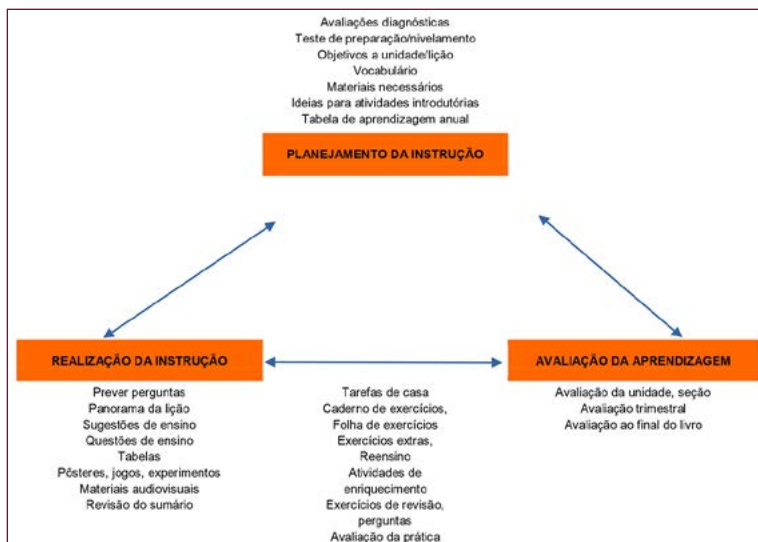 Avaliações diagnósticas
Teste de preparação/nivelamento
Objetivos a unidade/lição
Vocabulário
Materiais necessários
Ideias para atividades introdutórias
Tabela de aprendizagem anual
PLANEJAMENTO DA INSTRUÇÃO
REALIZAÇÃO DA INSTRUÇÃO
Prever perguntas
Panorama da lição
Sugestões de ensino
Questões de ensino
Tabelas
Pôsteres, jogos, experimentos
Materiais audiovisuais
Revisão do sumário
Tarefas de casa
Caderno de exercícios,
Folha de exercícios
Exercícios extras,
Reensino
Atividades de
enriquecimento
Exercícios de revisão,
perguntas
Avaliação da prática
AVALIAÇÃO DA APRENDIZAGEM
Avaliação da unidade, seção
Avaliação trimestral
Avaliação ao final do livro